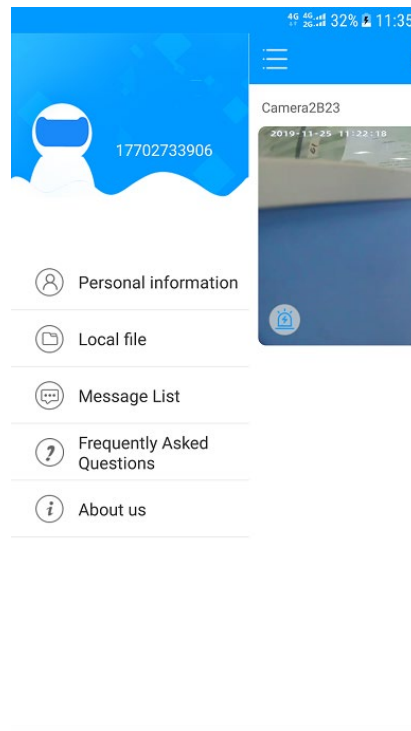 4G 4G 2G 32% 11:35
17702733906
Camera2B23
2019-11-25 11:22:18
Personal information
Local file
Message List
Frequently Asked
Questions
About us